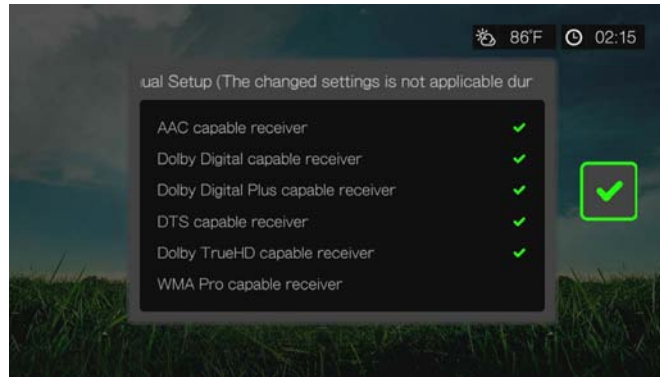 86°F 02:15
ual Setup (The changed settings is not applicable dur
AAC capable receiver
Dolby Digital capable receiver
Dolby Digital Plus capable receiver
DTS capable receiver
Dolby TrueHD capable receiver
WMA Pro capable receiver